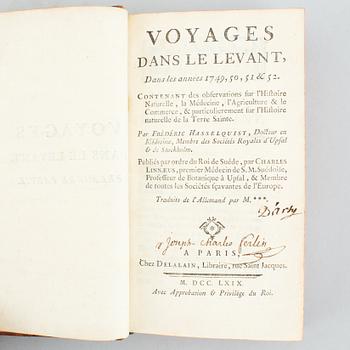 VOYAGES
DANS LE LEVANT,
Dans les années 1749, 50, 51 & 52.
CONTENANT des observations sur l'Histoire
Naturelle, la Médecine, l'Agriculture & le
Commerce, & particulierement sur l'Histoire
naturelle de la Terre Sainte.
Par FRÉDÉRIC HASSELQUIST, Docteur en
Médecine, Membre des Sociétés Royales d'Upsal
& de Stockholm.
Publiés par ordre du Roi de Suéde, par CHARLES
LINNÆUS, premier Médecin de S. M. Suédoise,
Professeur de Botanique à Upsal, & Membre
de toutes les Sociétés sçavantes de l'Europe.
Traduits de l'Allemand par M. ***
Joseph Charles
A PARIS,
Chez DELALAIN, Libraire, rue Saint Jacques.
M. DCC. LXIX.
Avec Approbation & Privilége du Roi.